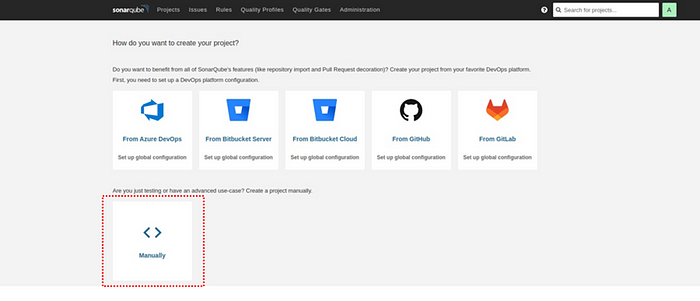 sonarqube Projects Issues Rules Quality Profiles Quality Gates Administration ? Search for projects... A
How do you want to create your project?
Do you want to benefit from all of SonarQube's features (like repository import and Pull Request decoration)? Create your project from your favorite DevOps platform.
First, you need to set up a DevOps platform configuration.
From Azure DevOps From Bitbucket Server From Bitbucket Cloud From GitHub From GitLab
Set up global configuration Set up global configuration Set up global configuration Set up global configuration Set up global configuration
Are you just testing or have an advanced use-case? Create a project manually.
Manually